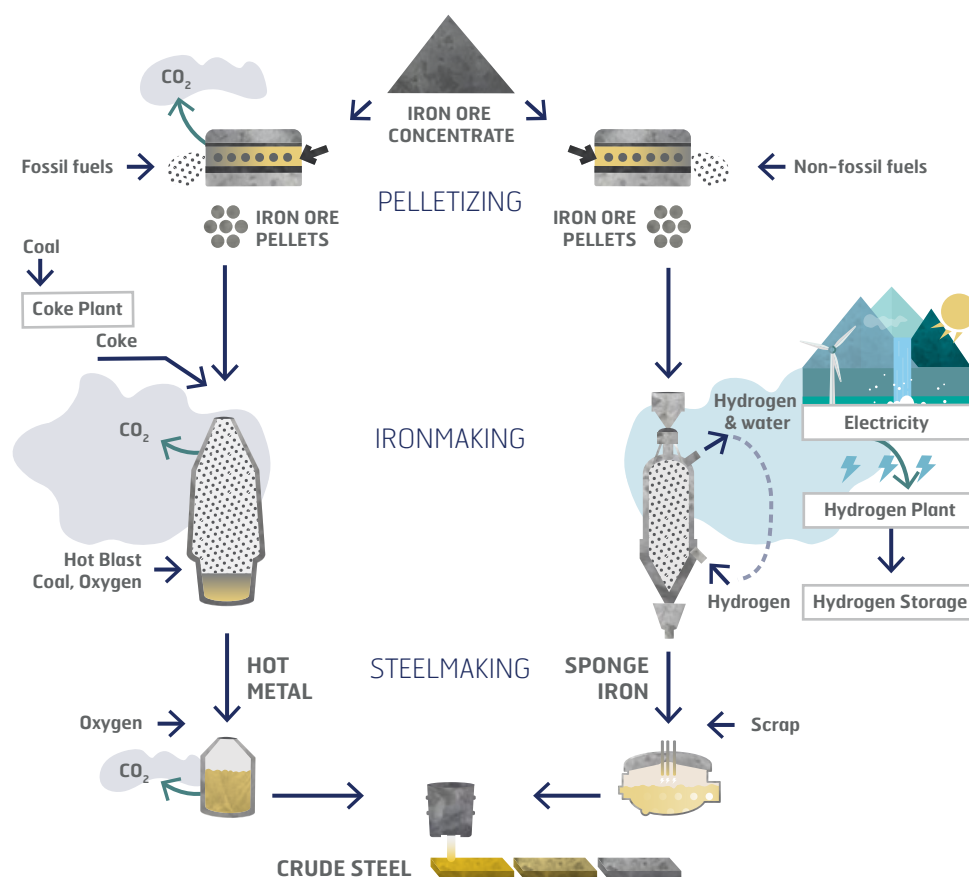 CO₂
IRON ORE
CONCENTRATE
Fossil fuels
Non-fossil fuels
PELLETIZING
IRON ORE
PELLETS
IRON ORE
PELLETS
Coal
Coke Plant
Coke
CO₂
IRONMAKING
Hydrogen
& water
Electricity
Hydrogen Plant
Hot Blast
Coal, Oxygen
Hydrogen
Hydrogen Storage
HOT
METAL
STEELMAKING
SPONGE
IRON
Oxygen
Scrap
CO₂
CRUDE STEEL